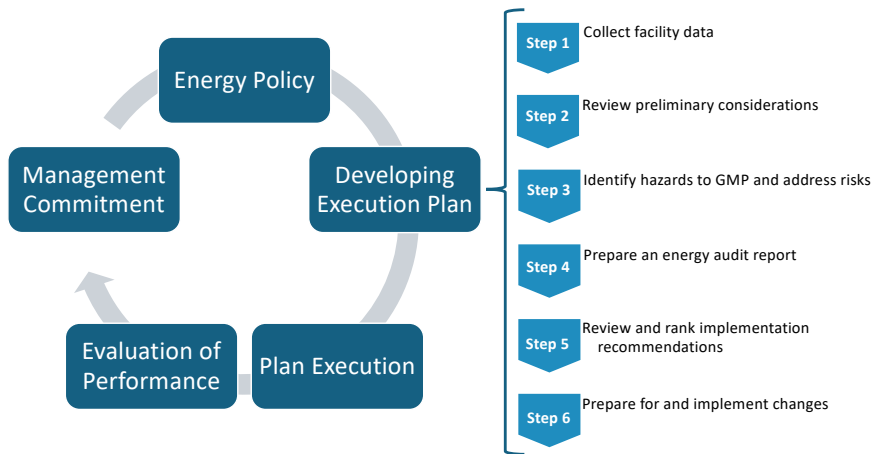 Energy Policy
Management
Commitment
Developing
Execution Plan
Evaluation of
Performance
Plan Execution
Step 1
Collect facility data
Step 2
Review preliminary considerations
Step 3
Identify hazards to GMP and address risks
Step 4
Prepare an energy audit report
Step 5
Review and rank implementation
recommendations
Step 6
Prepare for and implement changes